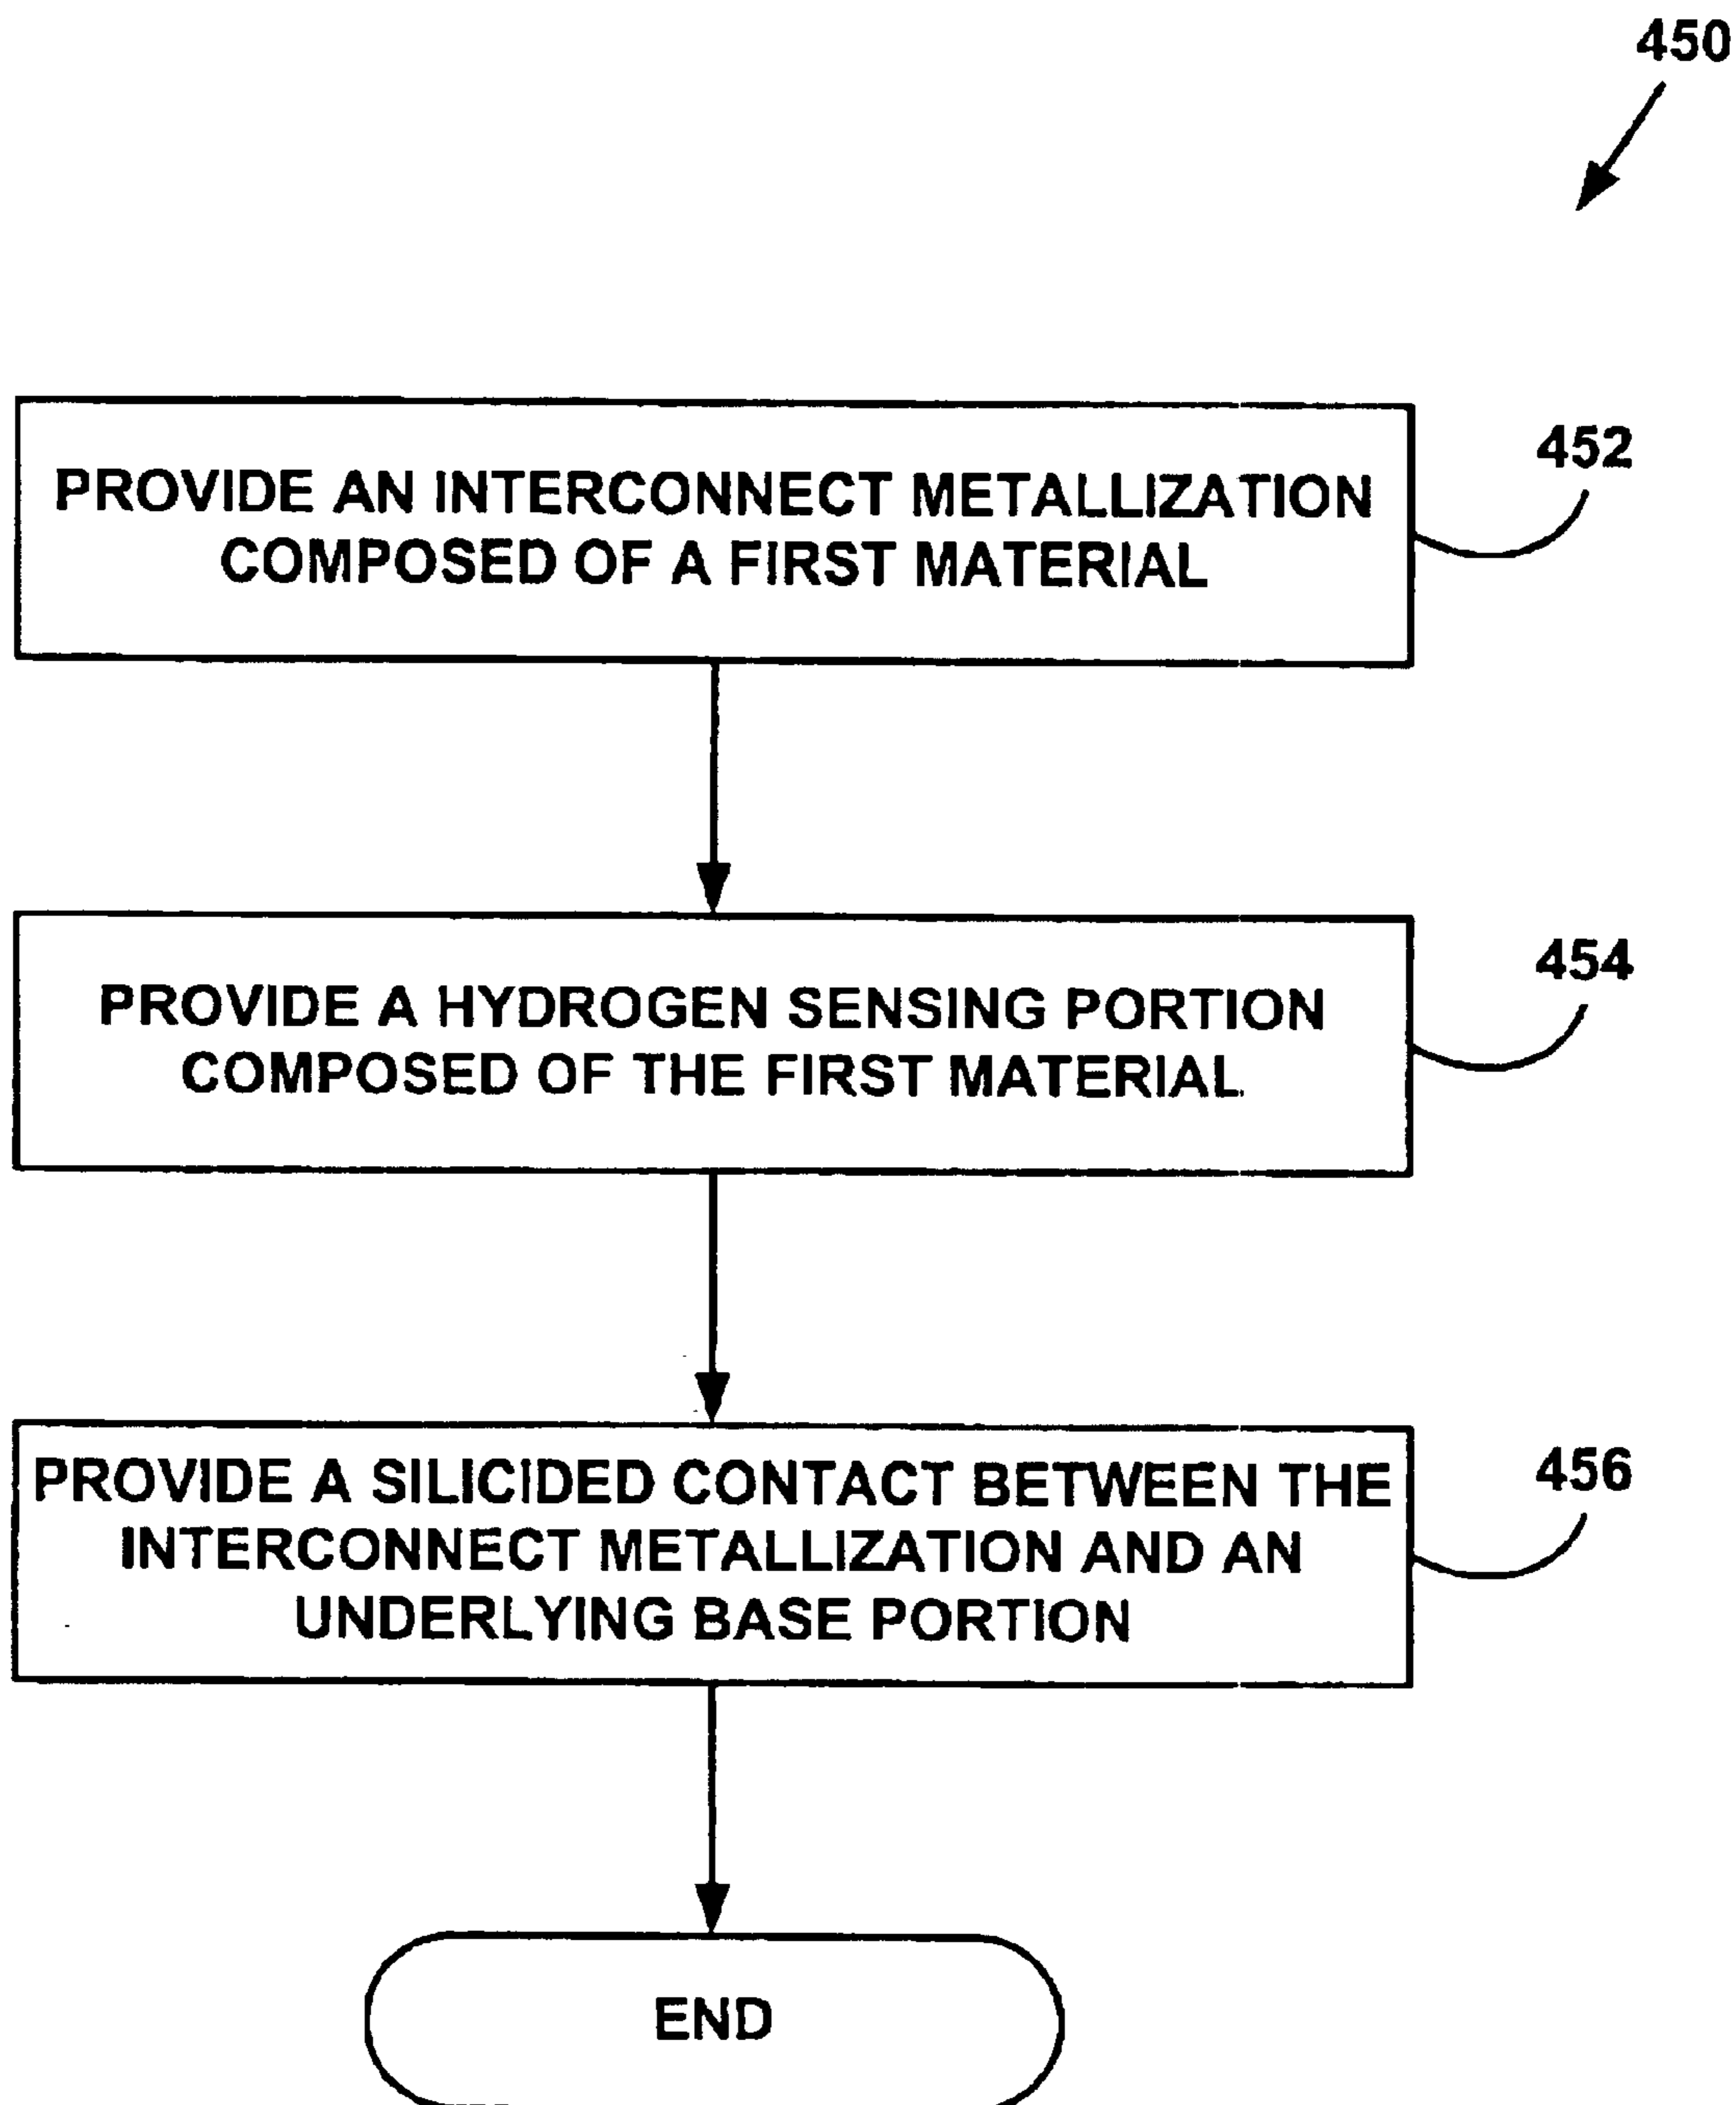 450
PROVIDE AN INTERCONNECT METALLIZATION
COMPOSED OF A FIRST MATERIAL
452
PROVIDE A HYDROGEN SENSING PORTION
COMPOSED OF THE FIRST MATERIAL
454
PROVIDE A SILICIDED CONTACT BETWEEN THE
INTERCONNECT METALLIZATION AND AN
UNDERLYING BASE PORTION
456
END